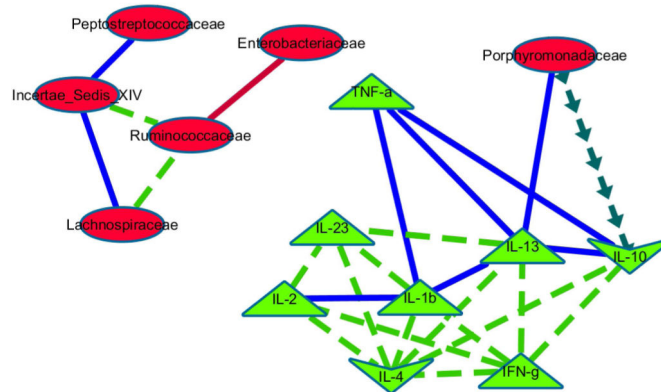 Peptostreptococcaceae
Enterobacteriaceae
Porphyromonadaceae
Incertae_Sedis_XIV
TNF-a
Ruminococcaceae
Lachnospiraceae
IL-23
IL-13
IL-10
IL-2
IL-1b
IL-4
IFN-g